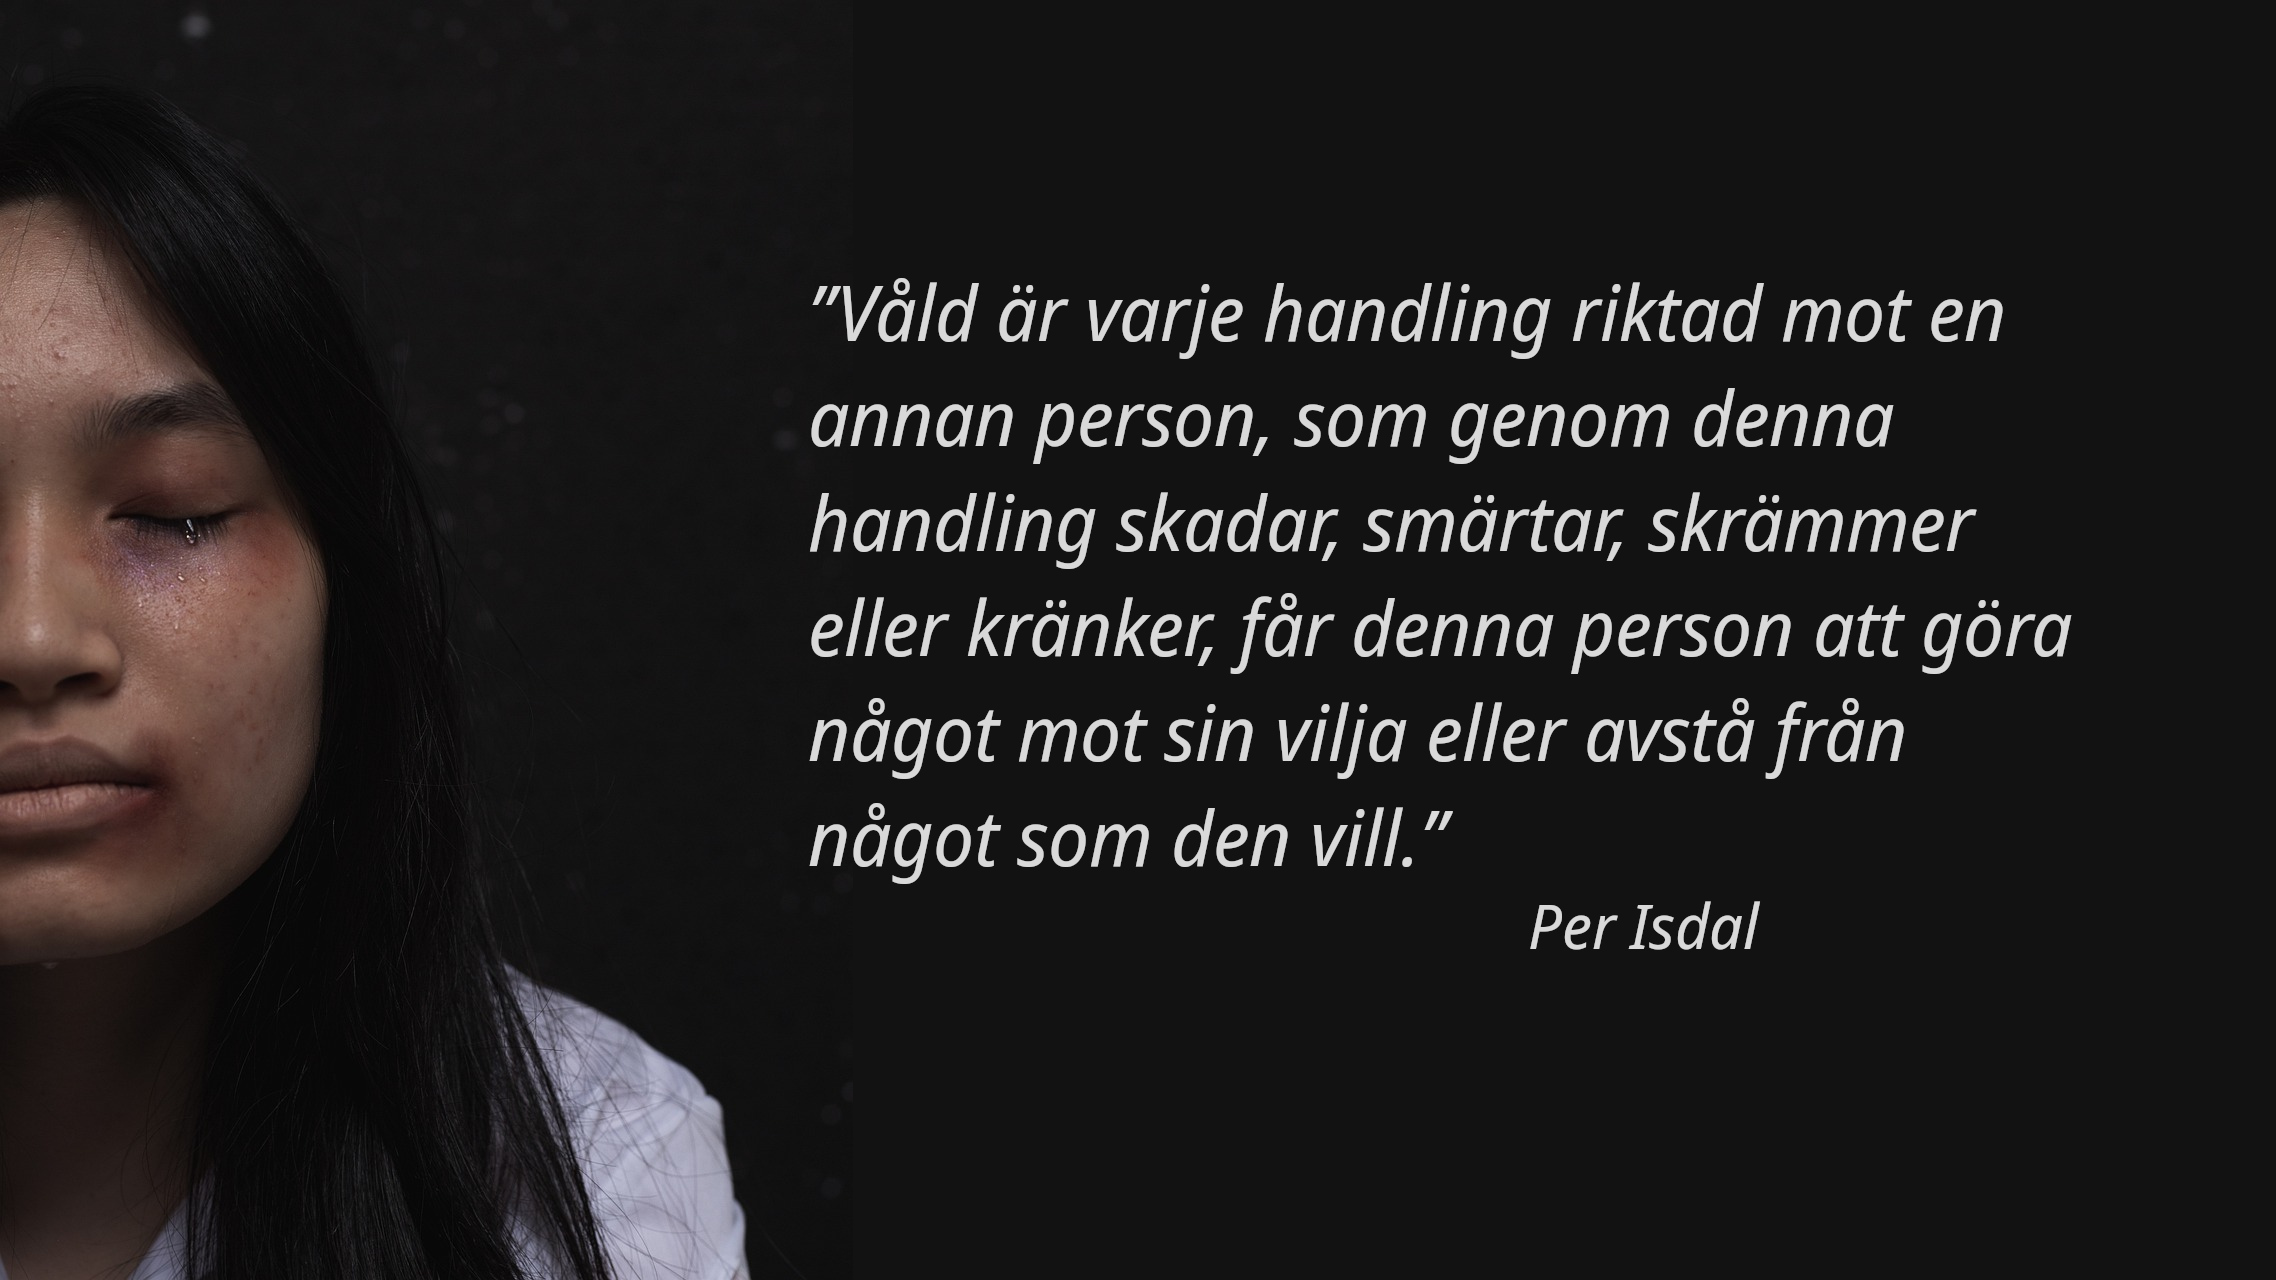 ”Våld är varje handling riktad mot en
annan person, som genom denna
handling skadar, smärtar, skrämmer
eller kränker, får denna person att göra
något mot sin vilja eller avstå från
något som den vill.”
Per Isdal